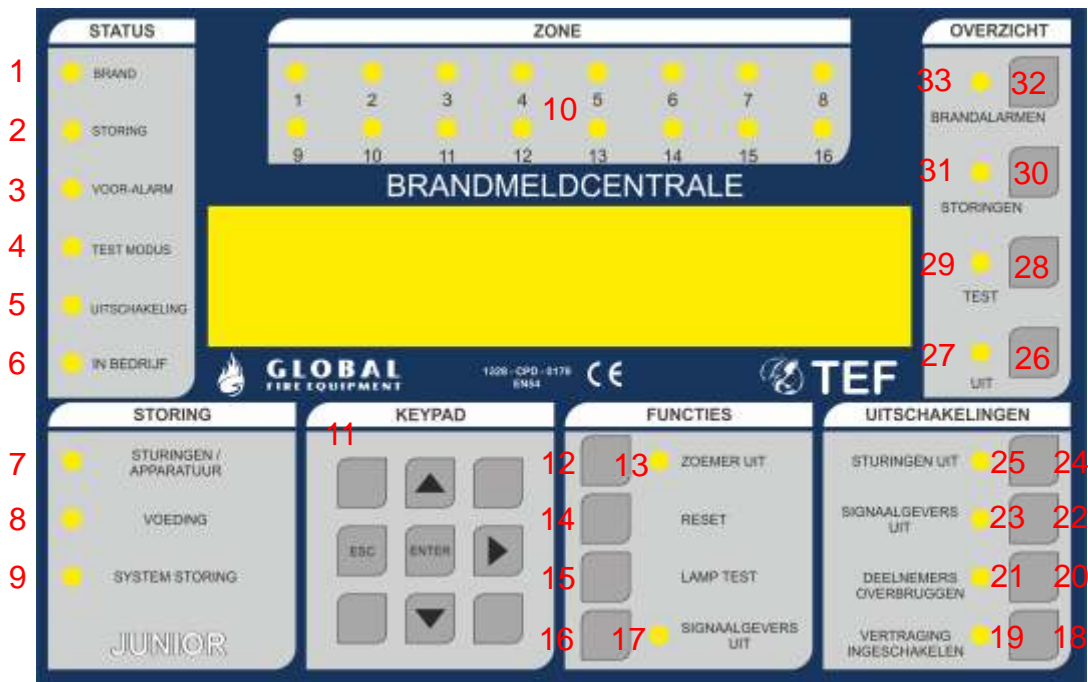 STATUS
1
BRAND
2
STORING
3
VOOR-ALARM
4
TEST MODUS
5
UITSCHAKELING
6
IN BEDRIJF
ZONE
1 2 3 4 5 6 7 8
10
9 10 11 12 13 14 15 16
BRANDMELDCENTRALE
GLOBAL
FIRE EQUIPMENT
1328 - CPD - 0179
EN54
CE
TEF
OVERZICHT
33 32
BRANDALARMEN
31 30
STORINGEN
29 28
TEST
27 26
UIT
STORING
7
STURINGEN /
APPARATUUR
8
VOEDING
9
SYSTEM STORING
JUNIOR
KEYPAD
11
ESC ENTER
FUNCTIES
12 13 ZOEMER UIT
14 RESET
15 LAMP TEST
16 17 SIGNAALGEVERS
UIT
UITSCHAKELINGEN
STURINGEN UIT 25 24
SIGNAALGEVERS
UIT
23 22
DEELNEMERS
OVERBRUGGEN
21 20
VERTRAGING
INGESCHAKELEN
19 18